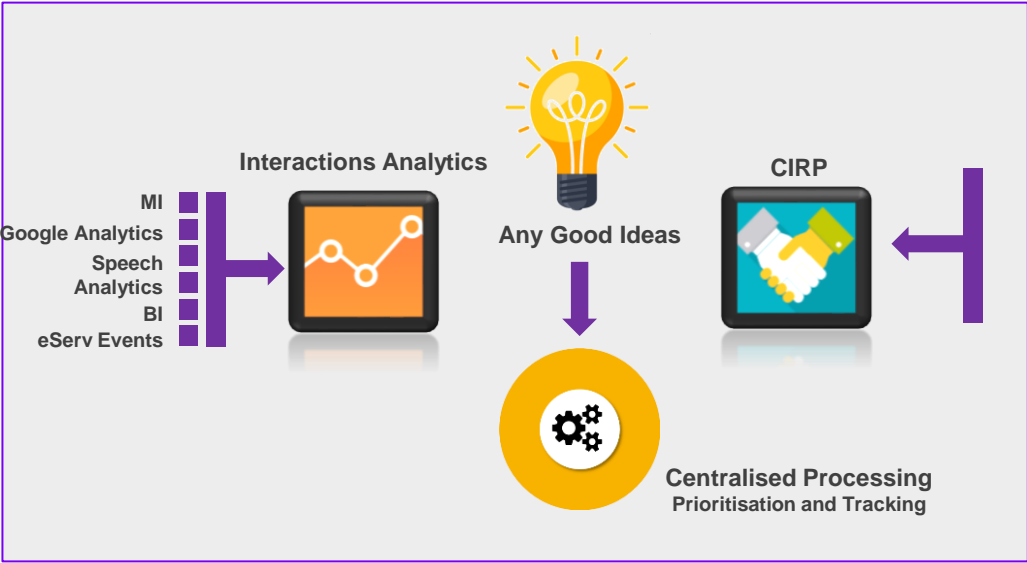 Interactions Analytics
CIRP
MI
Google Analytics
Speech
Analytics
BI
eServ Events
Any Good Ideas
Centralised Processing
Prioritisation and Tracking